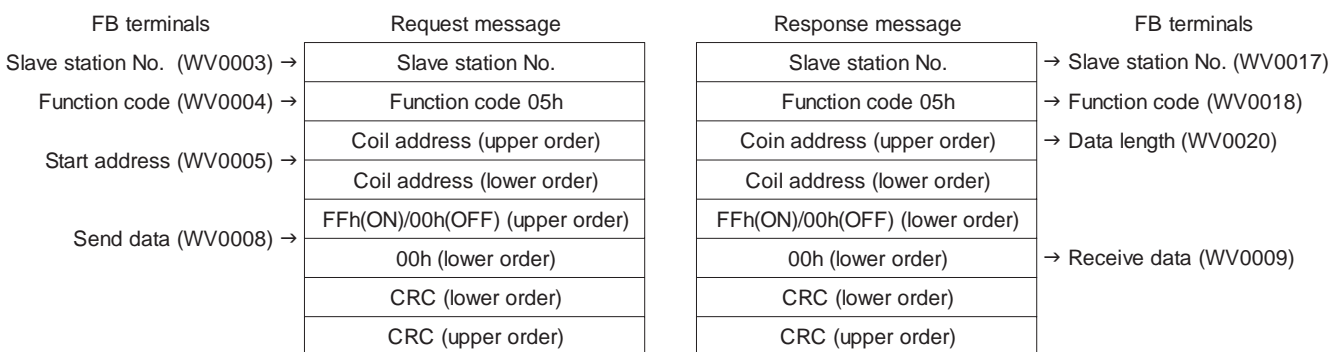 FB terminals Request message Response message FB terminals
Slave station No. (WV0003) → Slave station No. Slave station No. → Slave station No. (WV0017)
Function code (WV0004) → Function code 05h Function code 05h → Function code (WV0018)
Coil address (upper order) Coin address (upper order) → Data length (WV0020)
Start address (WV0005) →
Coil address (lower order) Coil address (lower order)
FFh(ON)/00h(OFF) (upper order) FFh(ON)/00h(OFF) (lower order)
Send data (WV0008) →
00h (lower order) 00h (lower order) → Receive data (WV0009)
CRC (lower order) CRC (lower order)
CRC (upper order) CRC (upper order)